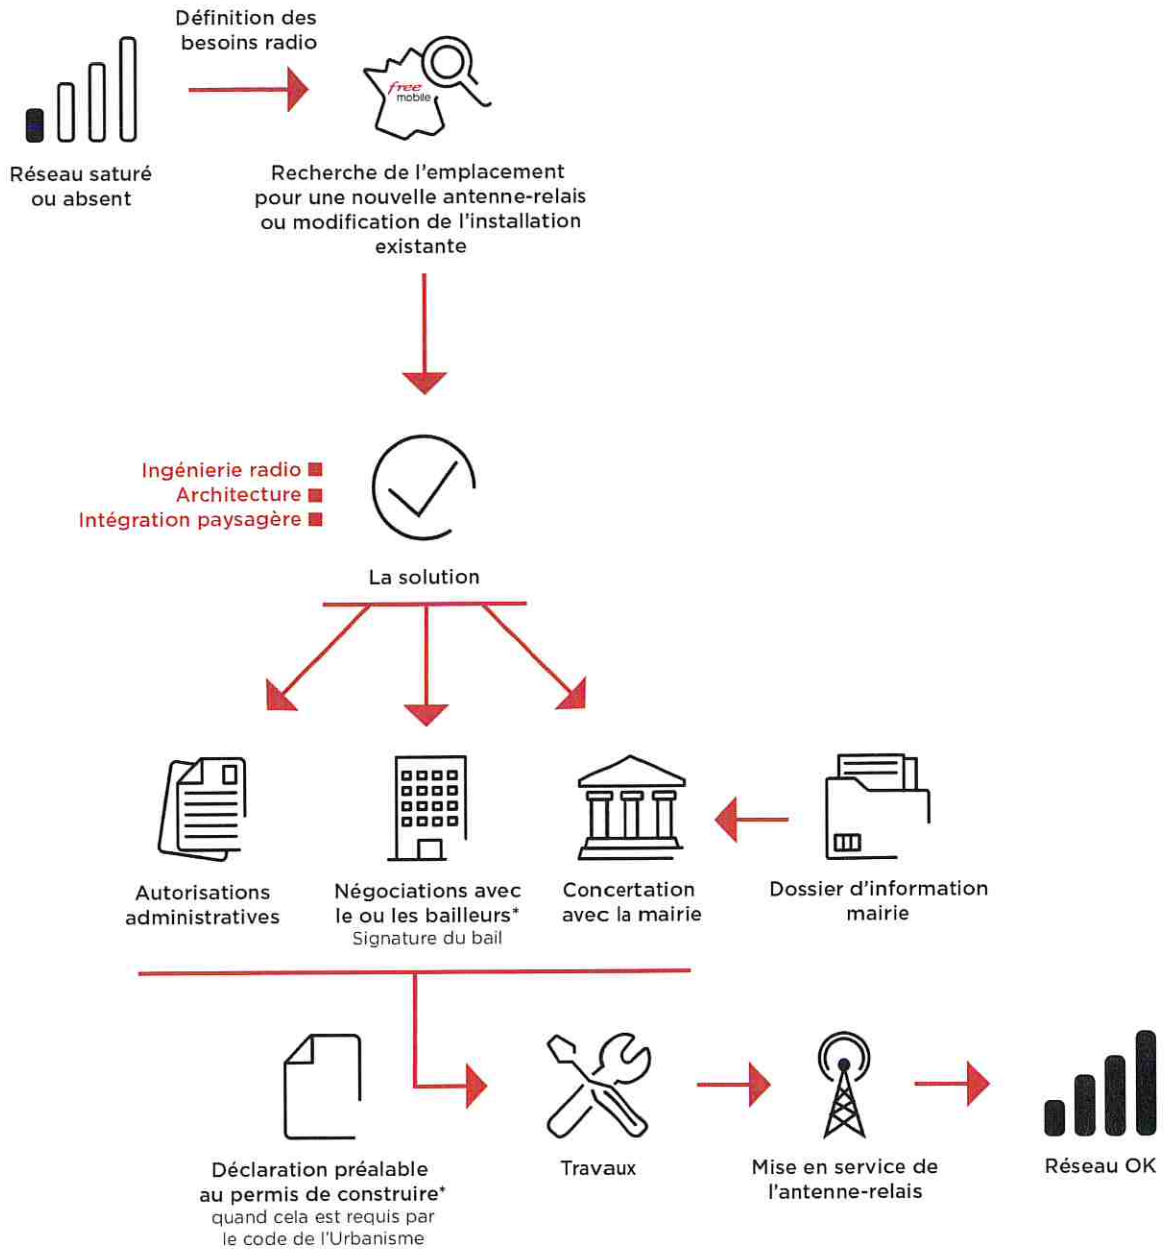 Définition des
besoins radio
free
mobile
Réseau saturé
ou absent
Recherche de l'emplacement
pour une nouvelle antenne-relais
ou modification de l'installation
existante
Ingénierie radio
Architecture
Intégration paysagère
La solution
Autorisations
administratives
Négociations avec
le ou les bailleurs*
Signature du bail
Concertation
avec la mairie
Dossier d'information
mairie
Déclaration préalable
au permis de construire*
quand cela est requis par
le code de l'Urbanisme
Travaux
Mise en service de
l'antenne-relais
Réseau OK